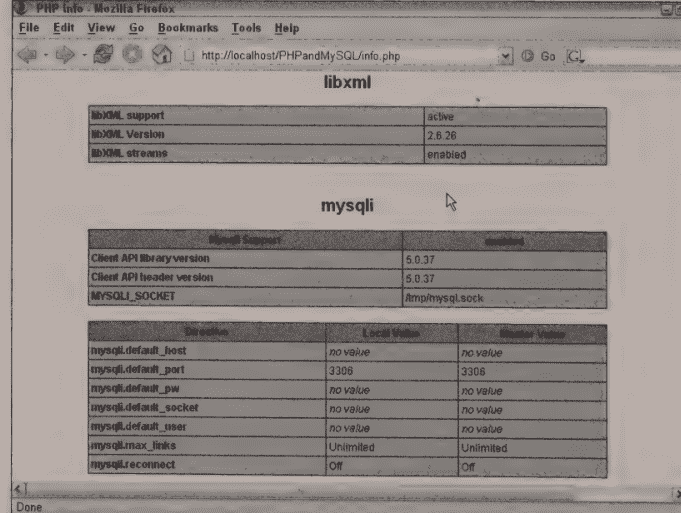 PHP Info - Mozilla Firefox
File Edit View Go Bookmarks Tools Help
http://localhost/PHPandMySQL/info.php Go
libxml
libXML support active
libXML Version 2.6.26
libXML streams enabled
mysqli
Mysqli Support enabled
Client API library version 5.0.37
Client API header version 5.0.37
MYSQLI_SOCKET /tmp/mysql.sock
Directive Local Value Master Value
mysqli.default_host no value no value
mysqli.default_port 3306 3306
mysqli.default_pw no value no value
mysqli.default_socket no value no value
mysqli.default_user no value no value
mysqli.max_links Unlimited Unlimited
mysqli.reconnect Off Off
Done